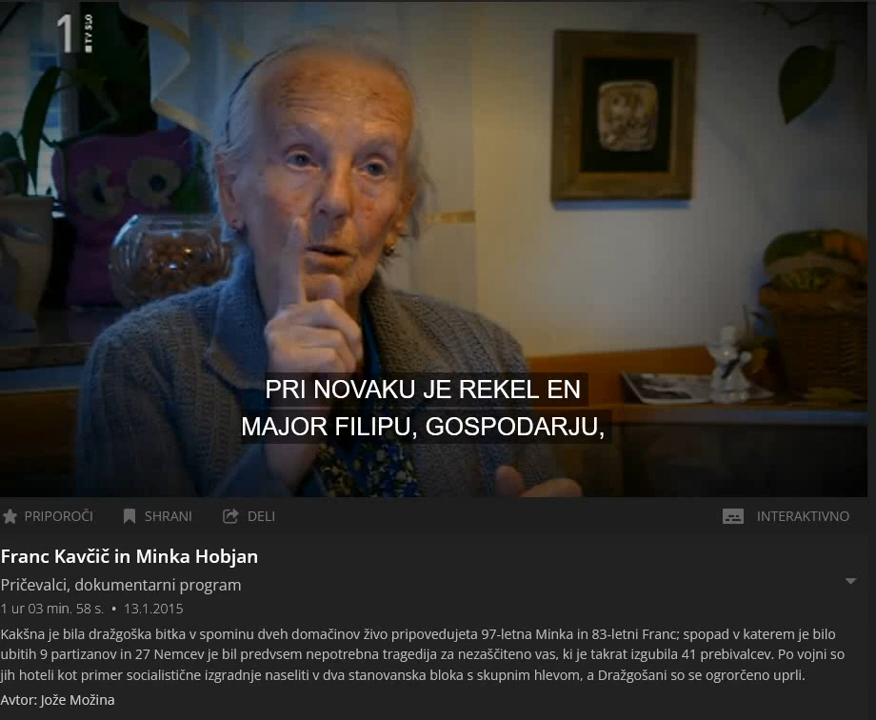 1
TV SLO
PRI NOVAKU JE REKEL EN
MAJOR FILIPU, GOSPODARJU,
PRIPOROČI SHRANI DELI INTERAKTIVNO
Franc Kavčič in Minka Hobjan
Pričevalci, dokumentarni program
1 ur 03 min. 58 s. • 13.1.2015
Kakšna je bila dražgoška bitka v spominu dveh domačinov živo pripovedujeta 97-letna Minka in 83-letni Franc; spopad v katerem je bilo
ubitih 9 partizanov in 27 Nemcev je bil predvsem nepotrebna tragedija za nezaščiteno vas, ki je takrat izgubila 41 prebivalcev. Po vojni so
jih hoteli kot primer socialistične izgradnje naseliti v dva stanovanska bloka s skupnim hlevom, a Dražgošani so se ogrorčeno uprli.
Avtor: Jože Možina